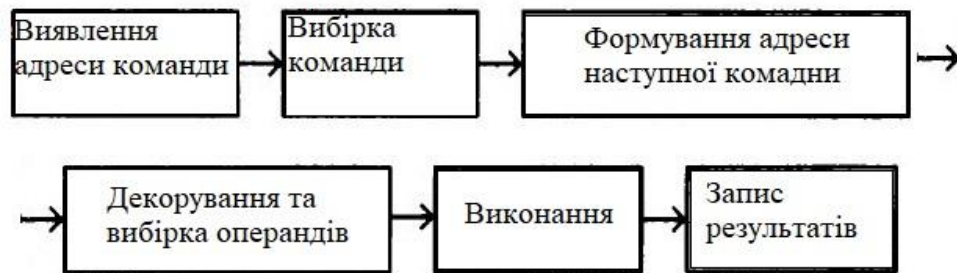 Виявлення
адреси команди
Вибірка
команди
Формування адреси
наступної комадни
Декорування та
вибірка операндів
Виконання
Запис
результатів